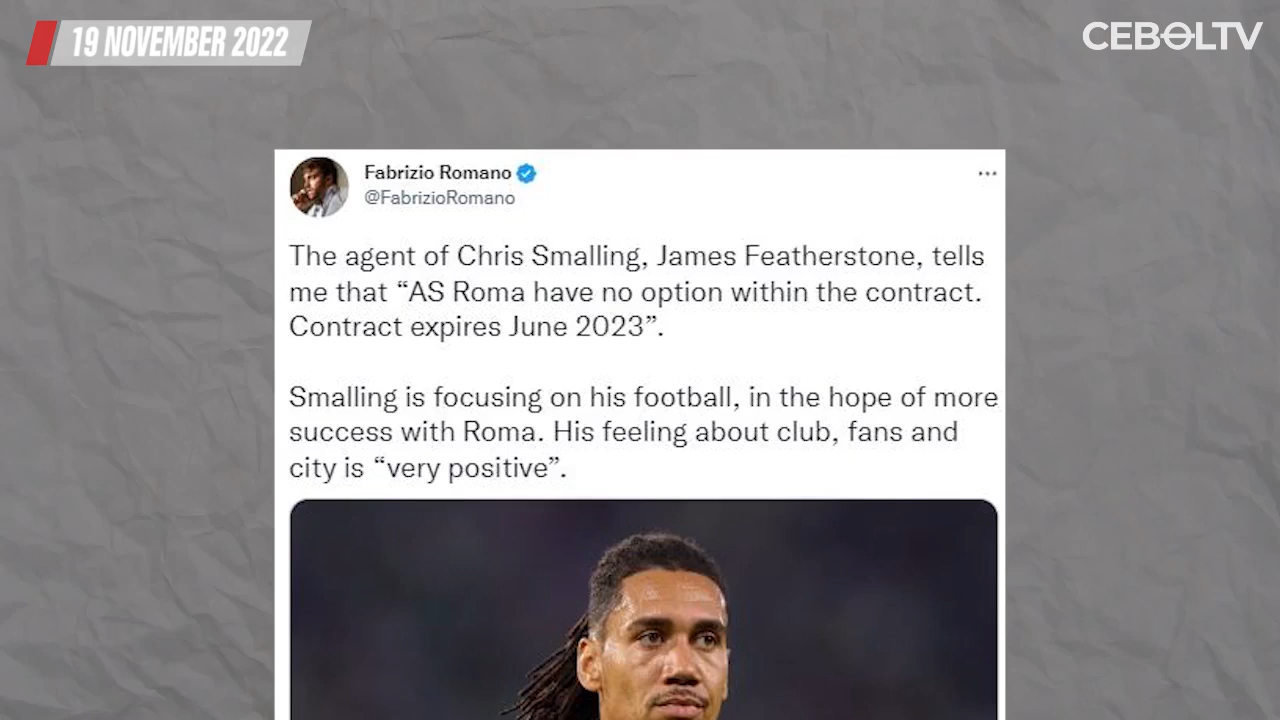 19 NOVEMBER 2022
CEBOLTV
Fabrizio Romano
@FabrizioRomano
The agent of Chris Smalling, James Featherstone, tells
me that “AS Roma have no option within the contract.
Contract expires June 2023”.
Smalling is focusing on his football, in the hope of more
success with Roma. His feeling about club, fans and
city is “very positive”.